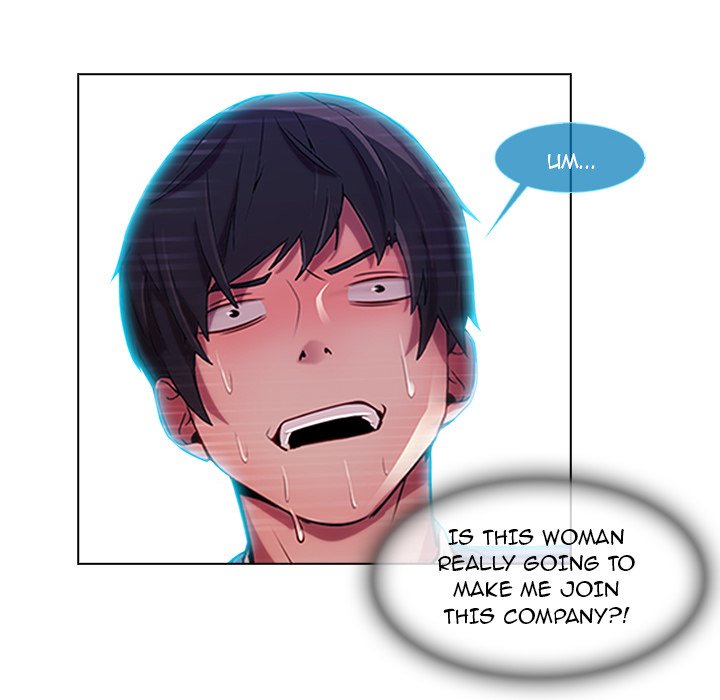 UM...
IS THIS WOMAN
REALLY GOING TO
MAKE ME JOIN
THIS COMPANY?!